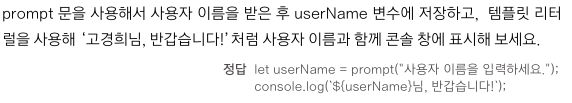 prompt 문을 사용해서 사용자 이름을 받은 후 userName 변수에 저장하고, 템플릿 리터
럴을 사용해 ‘고경희님, 반갑습니다!’처럼 사용자 이름과 함께 콘솔 창에 표시해 보세요.
정답 let userName = prompt("사용자 이름을 입력하세요.");
console.log(`${userName}님, 반갑습니다!`);